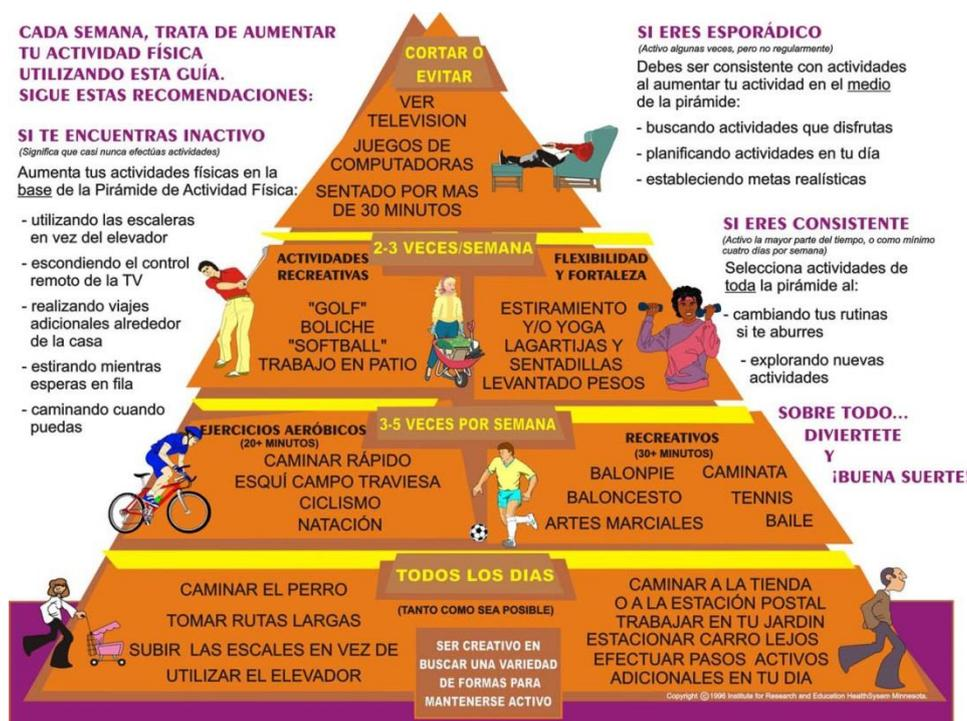 CADA SEMANA, TRATA DE AUMENTAR
TU ACTIVIDAD FÍSICA
UTILIZANDO ESTA GUÍA.
SIGUE ESTAS RECOMENDACIONES:
SI TE ENCUENTRAS INACTIVO
(Significa que casi nunca efectúas actividades)
Aumenta tus actividades físicas en la
base de la Pirámide de Actividad Física:
- utilizando las escaleras
en vez del elevador
- escondiendo el control
remoto de la TV
- realizando viajes
adicionales alrededor
de la casa
- estirando mientras
esperas en fila
- caminando cuando
puedas
SI ERES ESPORÁDICO
(Activo algunas veces, pero no regularmente)
Debes ser consistente con actividades
al aumentar tu actividad en el medio
de la pirámide:
- buscando actividades que disfrutas
- planificando actividades en tu día
- estableciendo metas realísticas
SI ERES CONSISTENTE
(Activo la mayor parte del tiempo, o como mínimo
cuatro días por semana)
Selecciona actividades de
toda la pirámide al:
- cambiando tus rutinas
si te aburres
- explorando nuevas
actividades
SOBRE TODO...
DIVIERTETE
Y
¡BUENA SUERTE!
CORTAR O
EVITAR
VER
TELEVISION
JUEGOS DE
COMPUTADORAS
SENTADO POR MAS
DE 30 MINUTOS
2-3 VECES/SEMANA
ACTIVIDADES
RECREATIVAS
"GOLF"
BOLICHE
"SOFTBALL"
TRABAJO EN PATIO
FLEXIBILIDAD
Y FORTALEZA
ESTIRAMIENTO
Y/O YOGA
LAGARTIJAS Y
SENTADILLAS
LEVANTADO PESOS
3-5 VECES POR SEMANA
EJERCICIOS AERÓBICOS
(20+ MINUTOS)
CAMINAR RÁPIDO
ESQUÍ CAMPO TRAVIESA
CICLISMO
NATACIÓN
RECREATIVOS
(30+ MINUTOS)
BALONPIE CAMINATA
BALONCESTO TENNIS
ARTES MARCIALES BAILE
TODOS LOS DIAS
(TANTO COMO SEA POSIBLE)
CAMINAR EL PERRO
TOMAR RUTAS LARGAS
SUBIR LAS ESCALES EN VEZ DE
UTILIZAR EL ELEVADOR
SER CREATIVO EN
BUSCAR UNA VARIEDAD
DE FORMAS PARA
MANTENERSE ACTIVO
CAMINAR A LA TIENDA
O A LA ESTACIÓN POSTAL
TRABAJAR EN TU JARDIN
ESTACIONAR CARRO LEJOS
EFECTUAR PASOS ACTIVOS
ADICIONALES EN TU DIA
Copyright © 1996 Institute for Research and Education HealthSysem Minnesota.